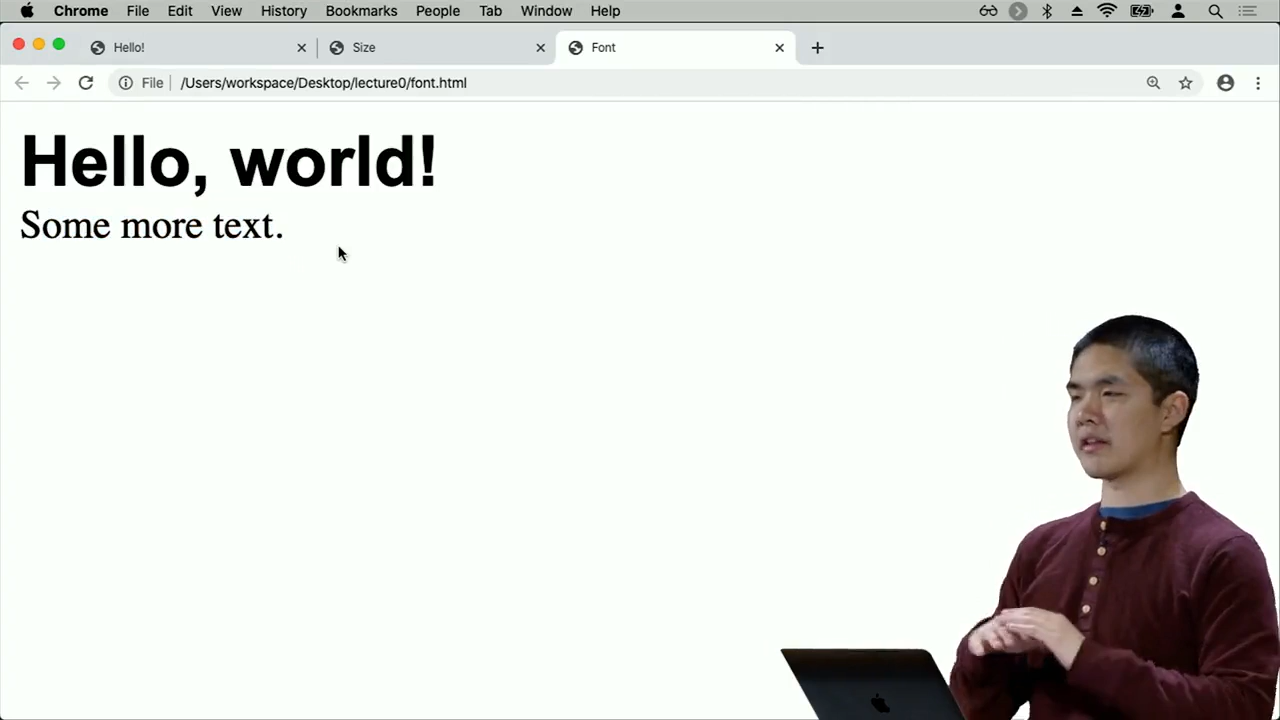 Chrome File Edit View History Bookmarks People Tab Window Help
Hello! Size Font
File /Users/workspace/Desktop/lecture0/font.html
Hello, world!
Some more text.